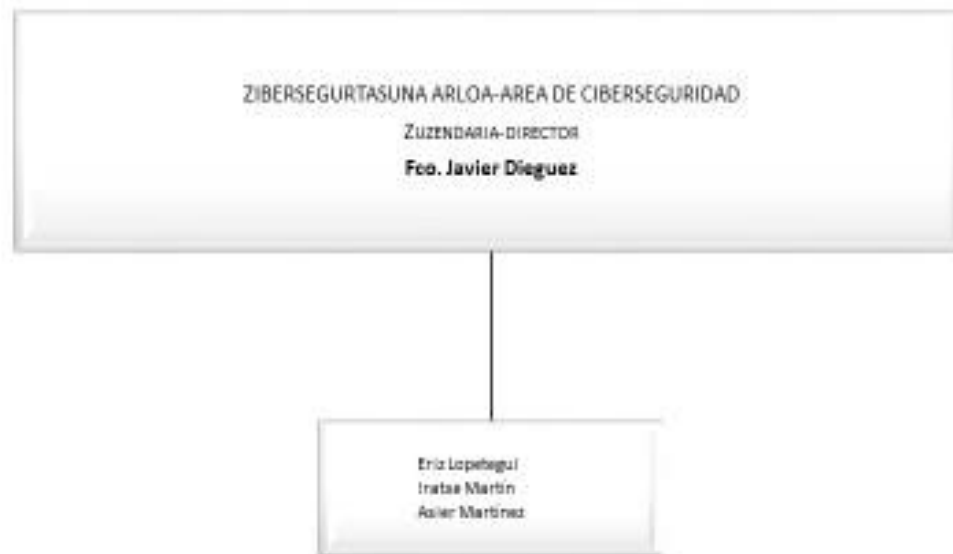 ZIBERSEGURTASUNA ARLOA-AREA DE CIBERSEGURIDAD
ZUZENDARIA-DIRECTOR
Fco. Javier Dieguez
Eriz Lopetegui
Iratxe Martin
Asier Martinez